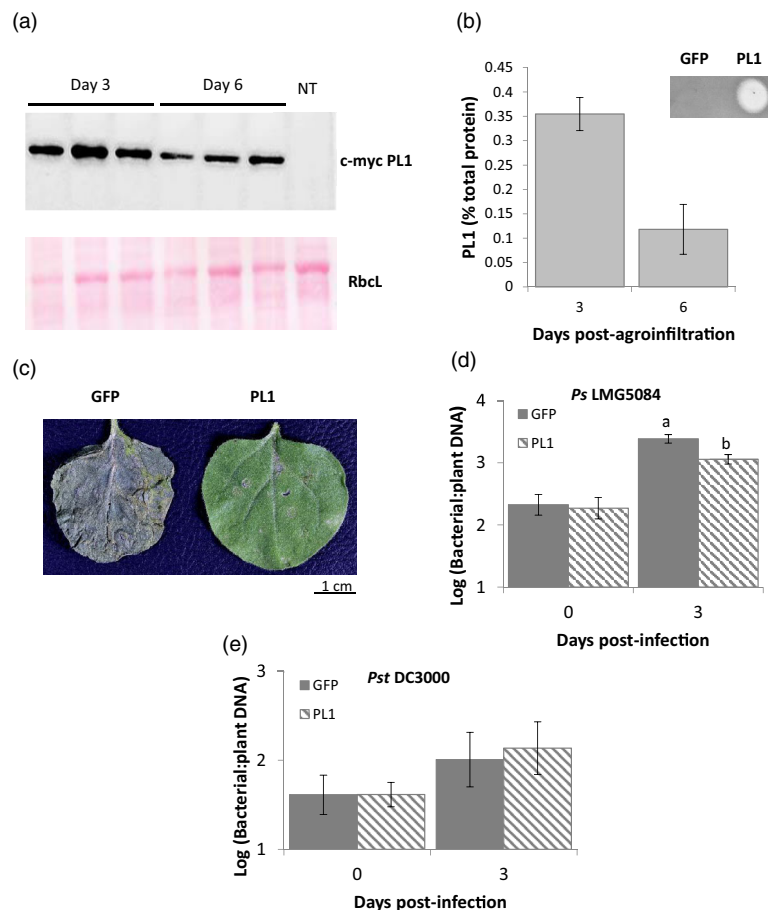 (a)
Day 3
Day 6
NT
c-myc PL1
RbcL
(b)
GFP
PL1
PL1 (% total protein)
0.45
0.4
0.35
0.3
0.25
0.2
0.15
0.1
0.05
0
3
6
Days post-agroinfiltration
(c)
GFP
PL1
1 cm
(d)
Ps LMG5084
GFP
PL1
a
b
Log (Bacterial:plant DNA)
4
3
2
1
0
3
Days post-infection
(e)
Pst DC3000
GFP
PL1
Log (Bacterial:plant DNA)
3
2
1
0
3
Days post-infection